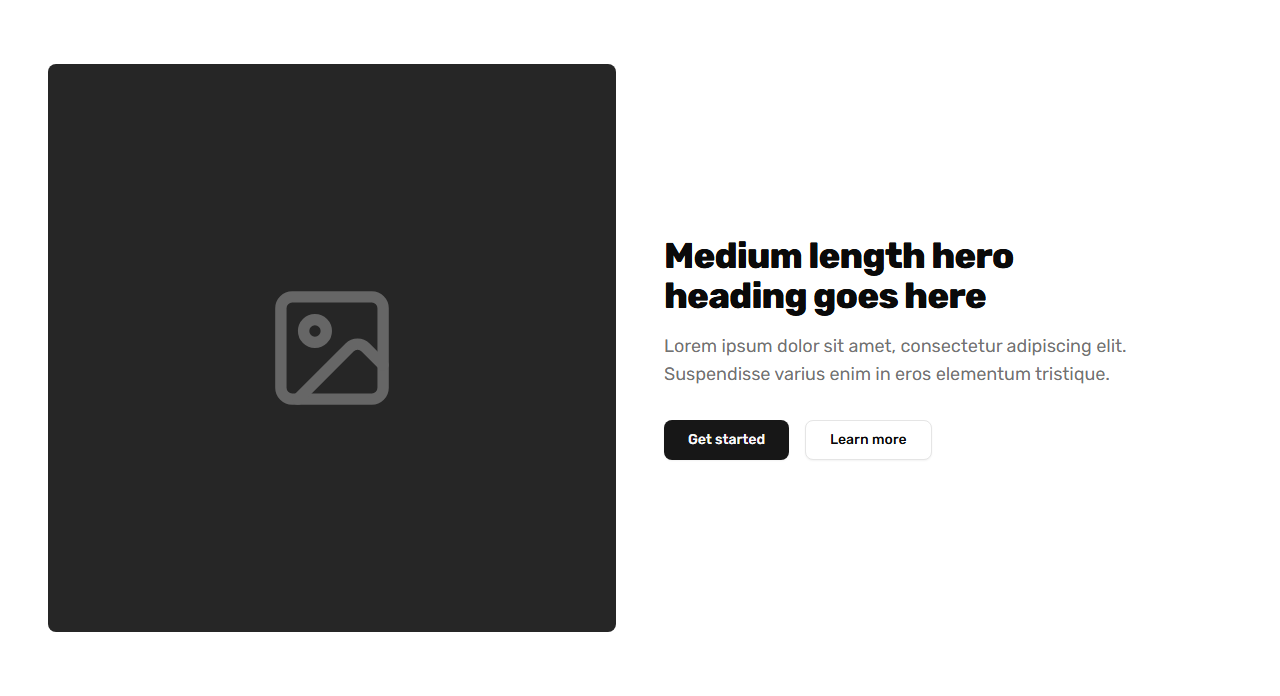 Medium length hero
heading goes here
Lorem ipsum dolor sit amet, consectetur adipiscing elit.
Suspendisse varius enim in eros elementum tristique.
Get started
Learn more